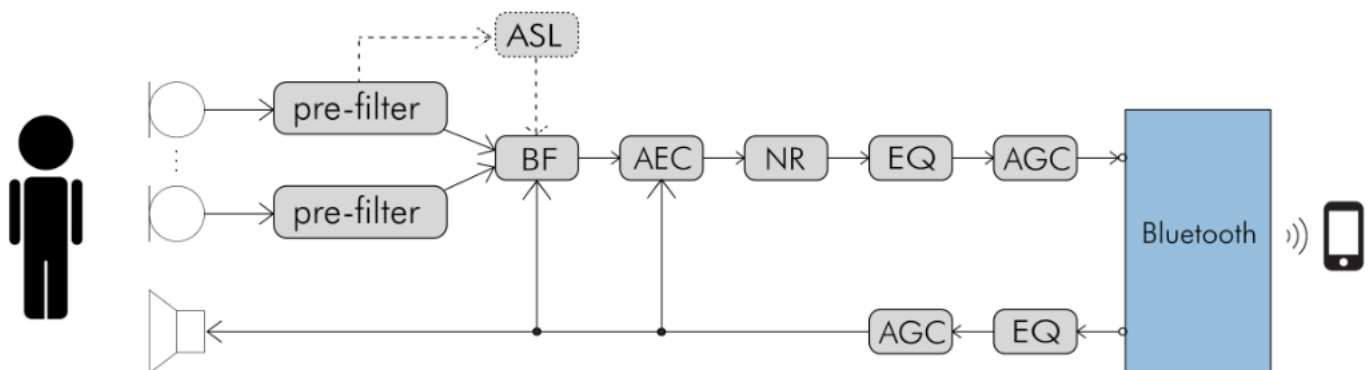 ASL
pre-filter
BF
AEC
NR
EQ
AGC
pre-filter
Bluetooth
AGC
EQ